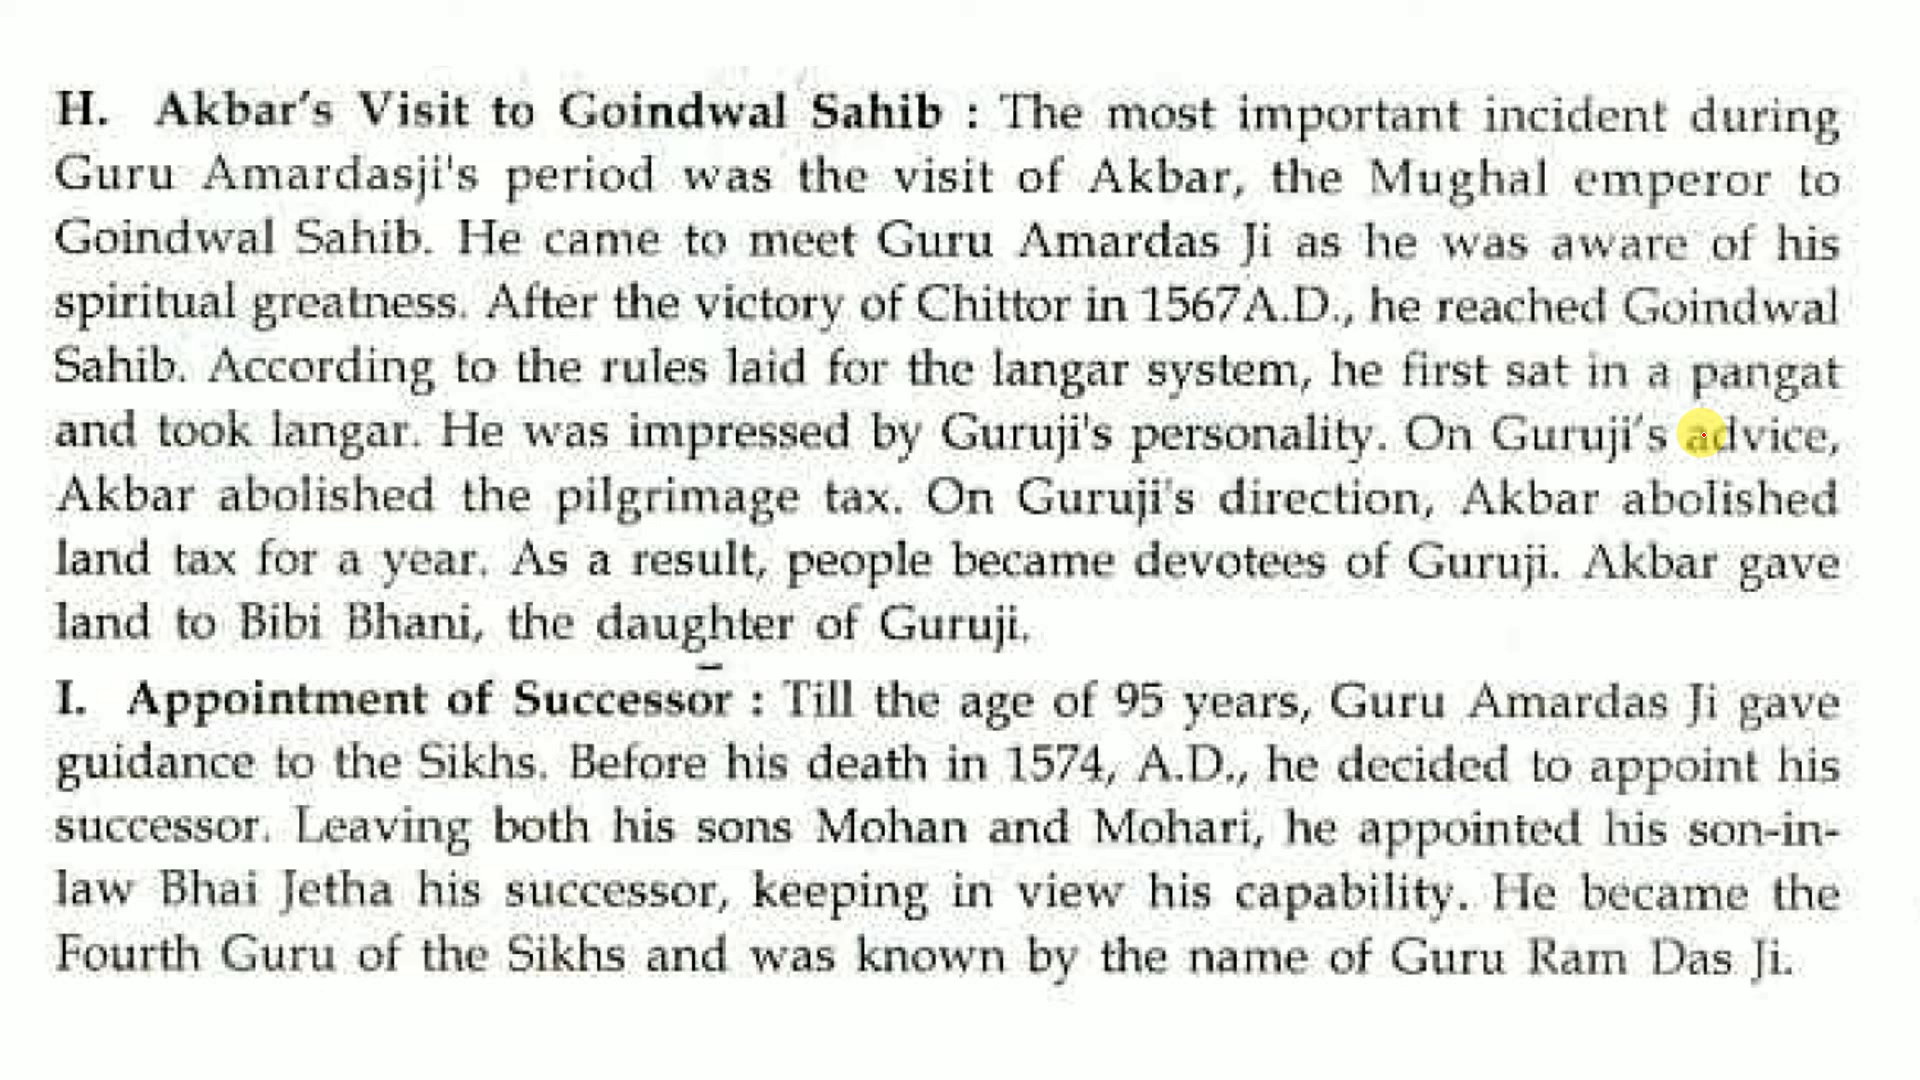 H. Akbar's Visit to Goindwal Sahib : The most important incident during
Guru Amardasji's period was the visit of Akbar, the Mughal emperor to
Goindwal Sahib. He came to meet Guru Amardas Ji as he was aware of his
spiritual greatness. After the victory of Chittor in 1567A.D., he reached Goindwal
Sahib. According to the rules laid for the langar system, he first sat in a pangat
and took langar. He was impressed by Guruji's personality. On Guruji's advice,
Akbar abolished the pilgrimage tax. On Guruji's direction, Akbar abolished
land tax for a year. As a result, people became devotees of Guruji. Akbar gave
land to Bibi Bhani, the daughter of Guruji.
I. Appointment of Successor : Till the age of 95 years, Guru Amardas Ji gave
guidance to the Sikhs. Before his death in 1574, A.D., he decided to appoint his
successor. Leaving both his sons Mohan and Mohari, he appointed his son-in-
law Bhai Jetha his successor, keeping in view his capability. He became the
Fourth Guru of the Sikhs and was known by the name of Guru Ram Das Ji.